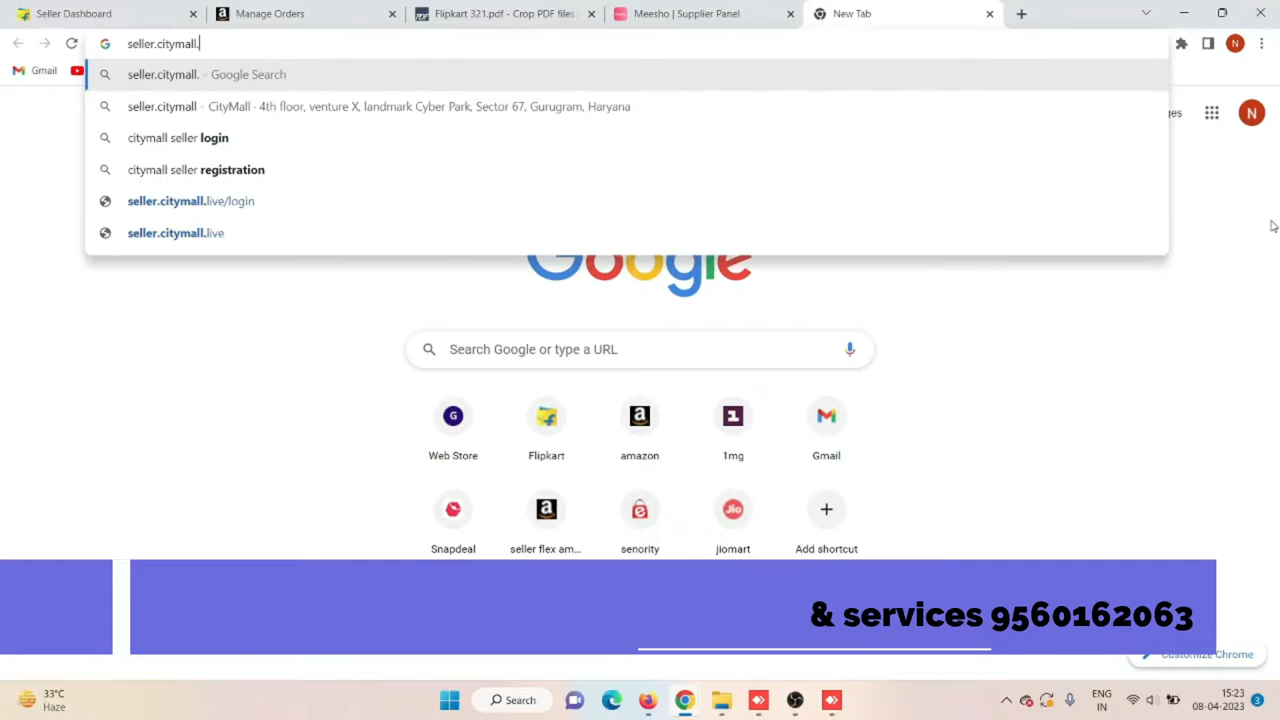 Seller Dashboard
Manage Orders
Flipkart 321.pdf - Crop PDF files
Meesho | Supplier Panel
New Tab
seller.citymall.
N
Gmail
seller.citymall. - Google Search
seller.citymall - CityMall - 4th floor, venture X, landmark Cyber Park, Sector 67, Gurugram, Haryana
citymall seller login
citymall seller registration
seller.citymall.live/login
seller.citymall.live
N
Google
Search Google or type a URL
Web Store
Flipkart
amazon
1mg
Gmail
Snapdeal
seller flex am...
senority
jiomart
Add shortcut
& services 9560162063
Customize Chrome
33°C
Haze
Search
ENG
IN
15:23
08-04-2023
3